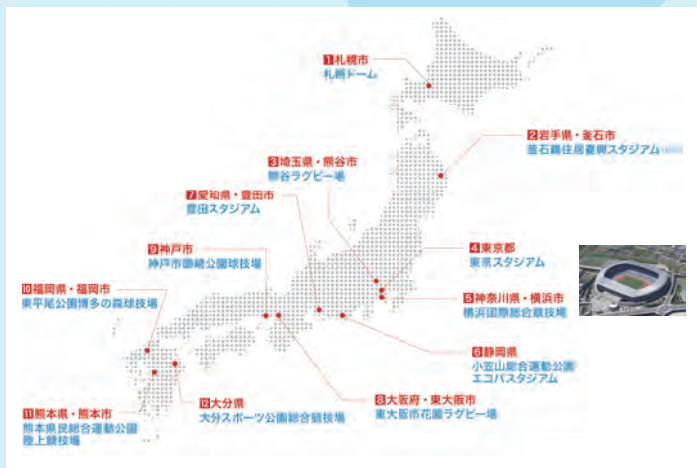 1 札幌市
札幌ドーム
2 岩手県・釜石市
釜石鵜住居復興スタジアム
3 埼玉県・熊谷市
熊谷ラグビー場
7 愛知県・豊田市
豊田スタジアム
9 神戸市
神戸市御崎公園球技場
4 東京都
東京スタジアム
10 福岡県・福岡市
東平尾公園博多の森球技場
5 神奈川県・横浜市
横浜国際総合競技場
6 静岡県
小笠山総合運動公園
エコパスタジアム
12 大分県
大分スポーツ公園総合競技場
8 大阪府・東大阪市
東大阪市花園ラグビー場
11 熊本県・熊本市
熊本県民総合運動公園
陸上競技場